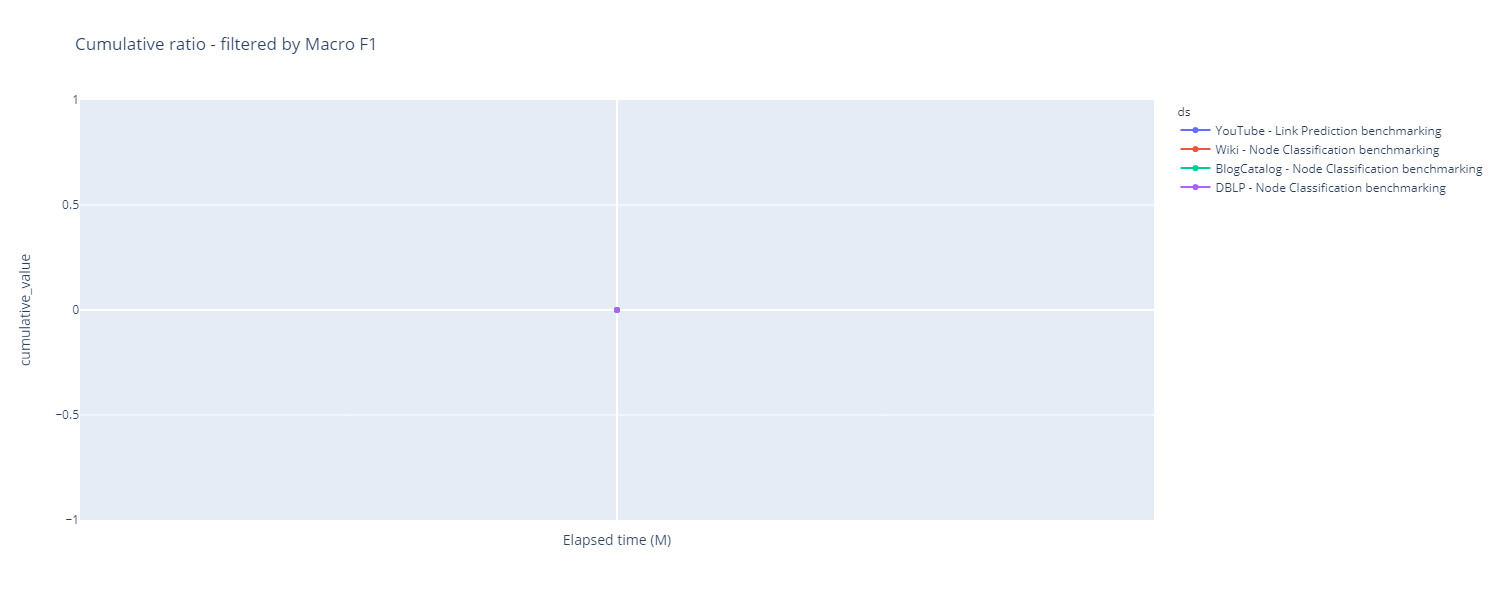 Cumulative ratio - filtered by Macro F1
1
0.5
0
−0.5
−1
cumulative_value
Elapsed time (M)
ds
YouTube - Link Prediction benchmarking
Wiki - Node Classification benchmarking
BlogCatalog - Node Classification benchmarking
DBLP - Node Classification benchmarking